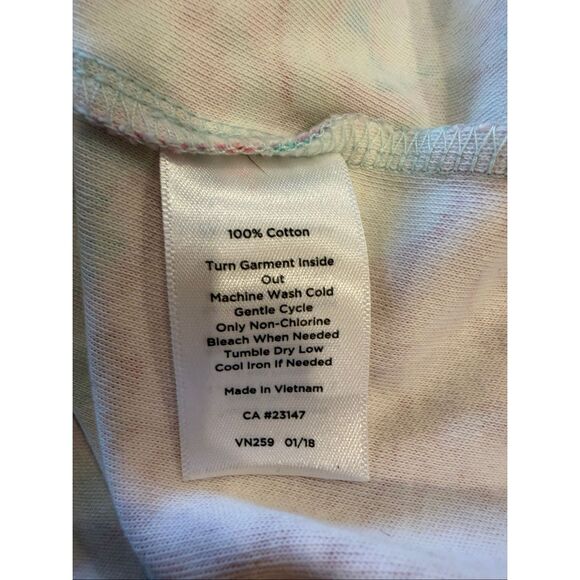 100% Cotton
Turn Garment Inside
Out
Machine Wash Cold
Gentle Cycle
Only Non-Chlorine
Bleach When Needed
Tumble Dry Low
Cool Iron If Needed
Made In Vietnam
CA #23147
VN259 01/18